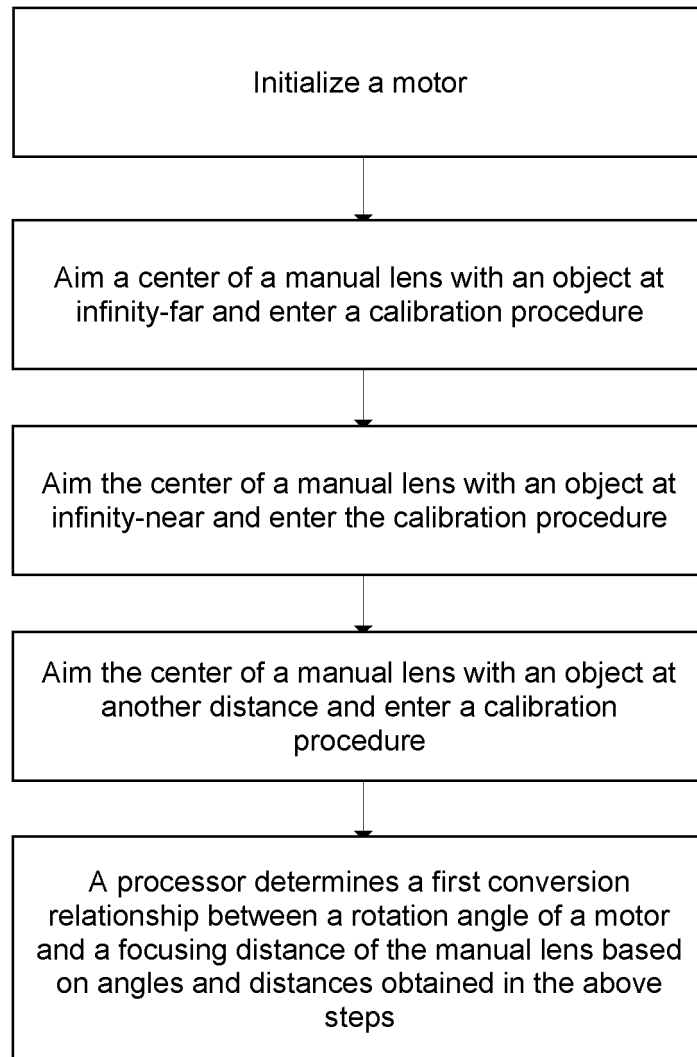 Initialize a motor
Aim a center of a manual lens with an object at
infinity-far and enter a calibration procedure
Aim the center of a manual lens with an object at
infinity-near and enter the calibration procedure
Aim the center of a manual lens with an object at
another distance and enter a calibration
procedure
A processor determines a first conversion
relationship between a rotation angle of a motor
and a focusing distance of the manual lens based
on angles and distances obtained in the above
steps